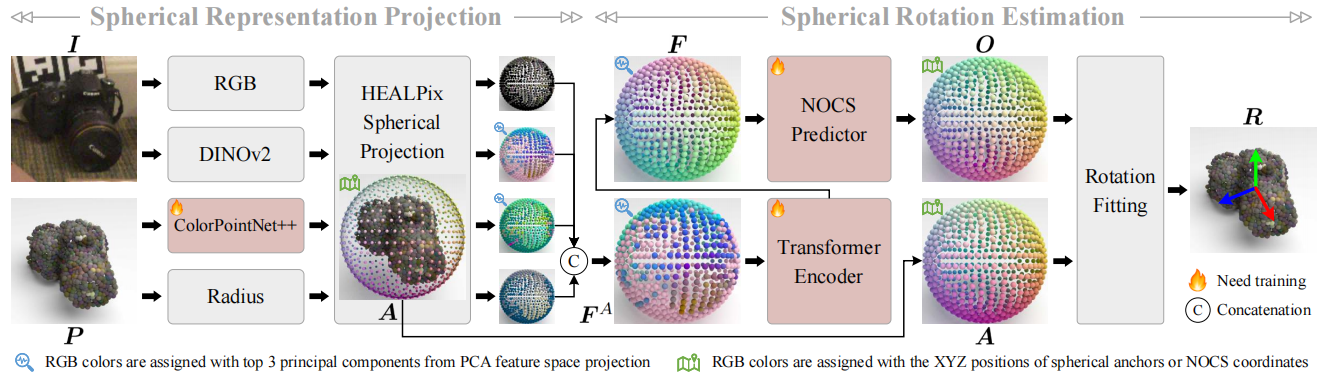 Spherical Representation Projection
Spherical Rotation Estimation
I
RGB
DINOv2
P
ColorPointNet++
Radius
HEALPix
Spherical
Projection
A
C
F^A
F
NOCS
Predictor
Transformer
Encoder
O
A
Rotation
Fitting
R
Need training
C Concatenation
RGB colors are assigned with top 3 principal components from PCA feature space projection
RGB colors are assigned with the XYZ positions of spherical anchors or NOCS coordinates